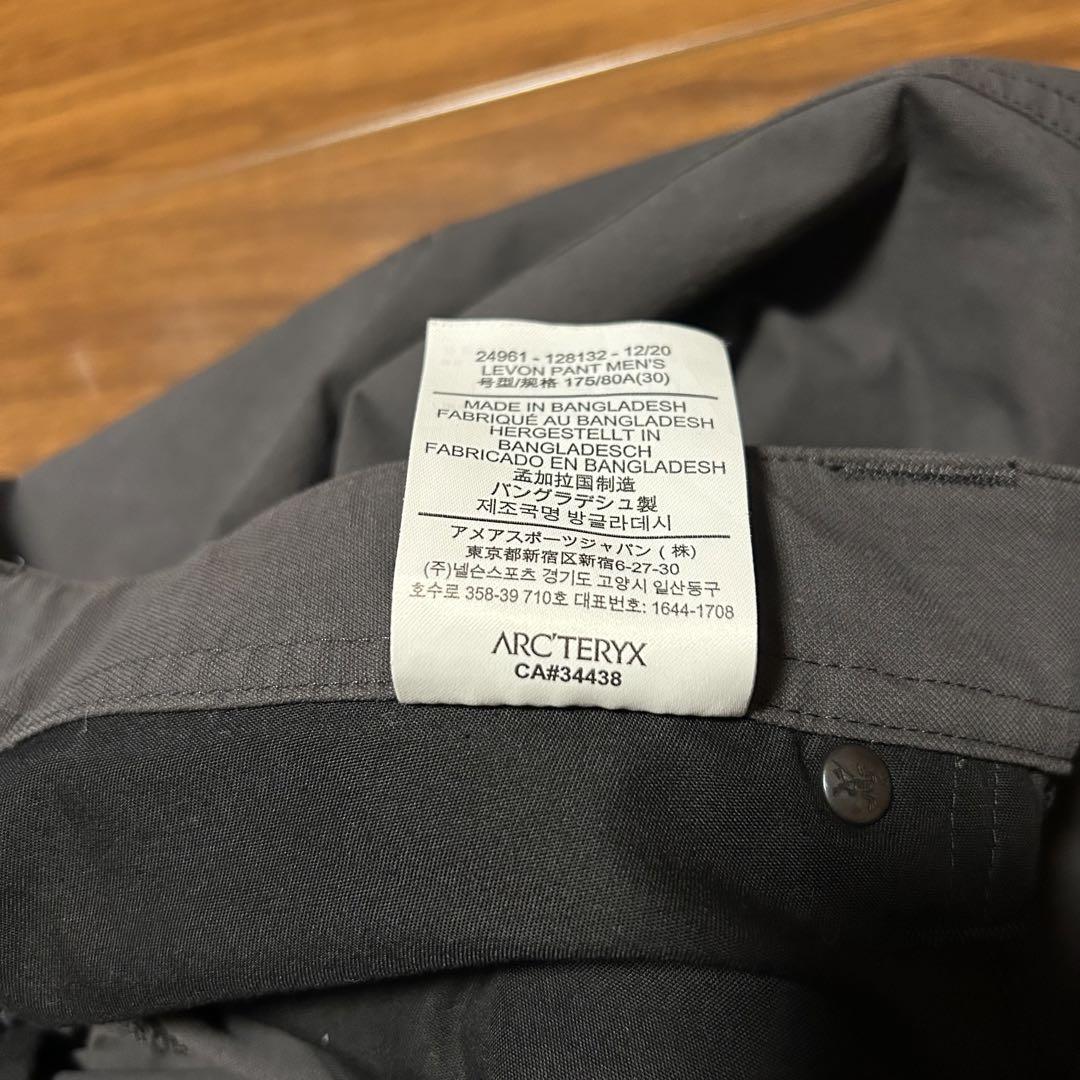 24961 - 128132 - 12/20
LEVON PANT MEN'S
号型/规格 175/80A(30)
MADE IN BANGLADESH
FABRIQUÉ AU BANGLADESH
HERGESTELLT IN
BANGLADESCH
FABRICADO EN BANGLADESH
孟加拉国制造
バングラデシュ製
제조국명 방글라데시
アメアスポーツジャパン (株)
東京都新宿区新宿6-27-30
(주)넬슨스포츠 경기도 고양시 일산동구
호수로 358-39 710호 대표번호: 1644-1708
ARC'TERYX
CA#34438